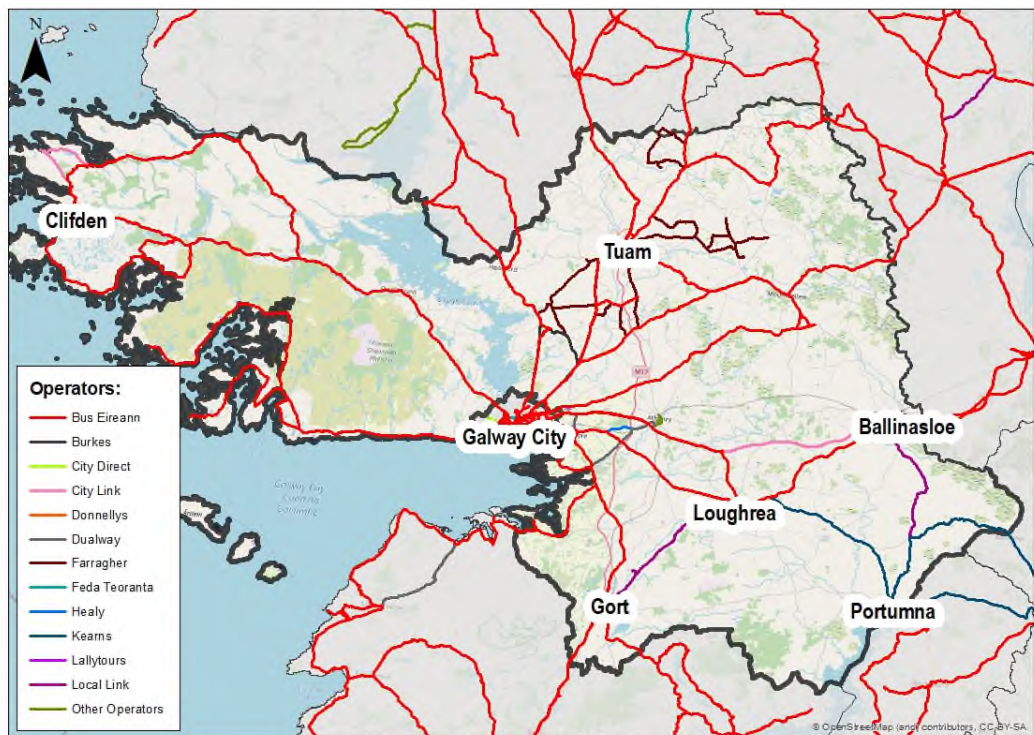 N
Clifden
Tuam
M17
Galway City
Ballinasloe
Loughrea
Gort
Portumna
Operators:
Bus Eireann
Burkes
City Direct
City Link
Donnellys
Dualway
Farragher
Feda Teoranta
Healy
Kearns
Lallytours
Local Link
Other Operators
© OpenStreetMap (and) contributors, CC-BY-SA